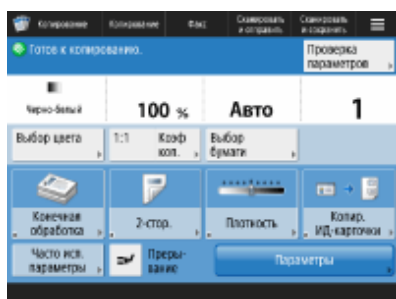 Копирование
Копирование
Факс
Сканировать
и отправить
Сканировать
и сохранить
Готов к копированию.
Проверка
параметров
Черно-белый
100 %
Авто
1
Выбор цвета
1:1 Коэф
коп.
Выбор
бумаги
Конечная
обработка
2-стор.
Плотность
Копир.
ИД-карточки
Часто исп.
параметры
Преры-
вание
Параметры